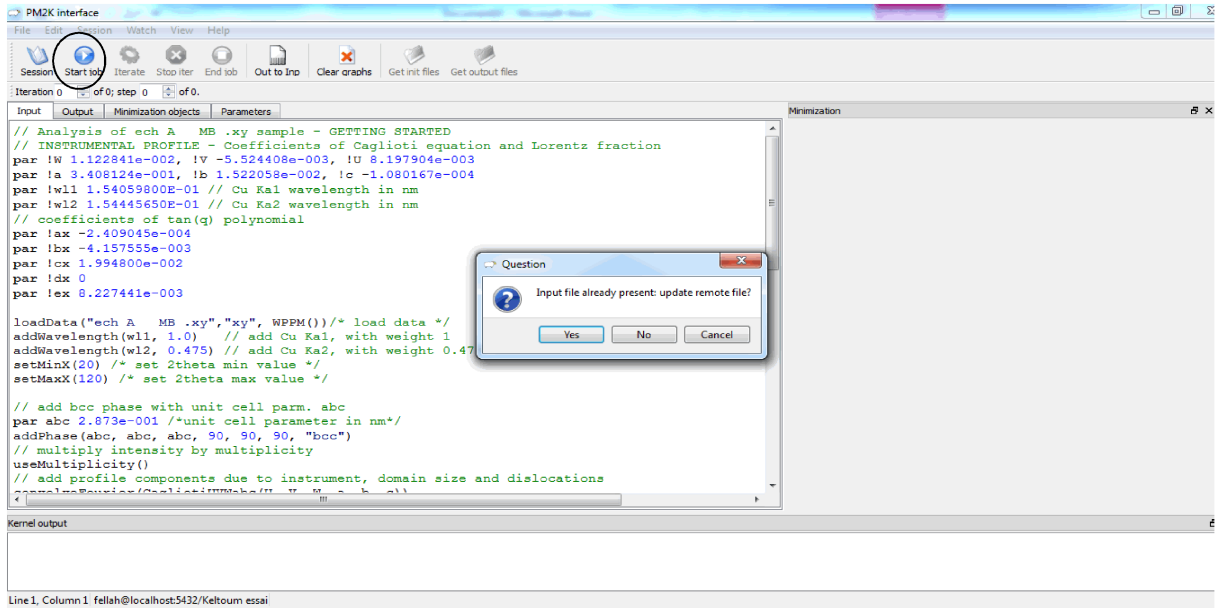 PM2K interface
File Edit Session Watch View Help
Session Start job Iterate Stop iter End job Out to Inp Clear graphs Get init files Get output files
Iteration 0 of 0; step 0 of 0.
Input Output Minimization objects Parameters
Minimization
// Analysis of ech A   MB .xy sample - GETTING STARTED
// INSTRUMENTAL PROFILE - Coefficients of Caglioti equation and Lorentz fraction
par !W 1.122841e-002, !V -5.524408e-003, !U 8.197904e-003
par !a 3.408124e-001, !b 1.522058e-002, !c -1.080167e-004
par !wl1 1.54059800E-01 // Cu Ka1 wavelength in nm
par !wl2 1.54445650E-01 // Cu Ka2 wavelength in nm
// coefficients of tan(q) polynomial
par !ax -2.409045e-004
par !bx -4.157555e-003
par !cx 1.994800e-002
par !dx 0
par !ex 8.227441e-003
loadData("ech A   MB .xy","xy", WPPM())/* load data */
addWavelength(wl1, 1.0)   // add Cu Ka1, with weight 1
addWavelength(wl2, 0.475) // add Cu Ka2, with weight 0.47
setMinX(20) /* set 2theta min value */
setMaxX(120) /* set 2theta max value */
// add bcc phase with unit cell parm. abc
par abc 2.873e-001 /*unit cell parameter in nm*/
addPhase(abc, abc, abc, 90, 90, 90, "bcc")
// multiply intensity by multiplicity
useMultiplicity()
// add profile components due to instrument, domain size and dislocations
Question
Input file already present: update remote file?
Yes No Cancel
Kernel output
Line 1, Column 1 fellah@localhost:5432/Keltoum essai